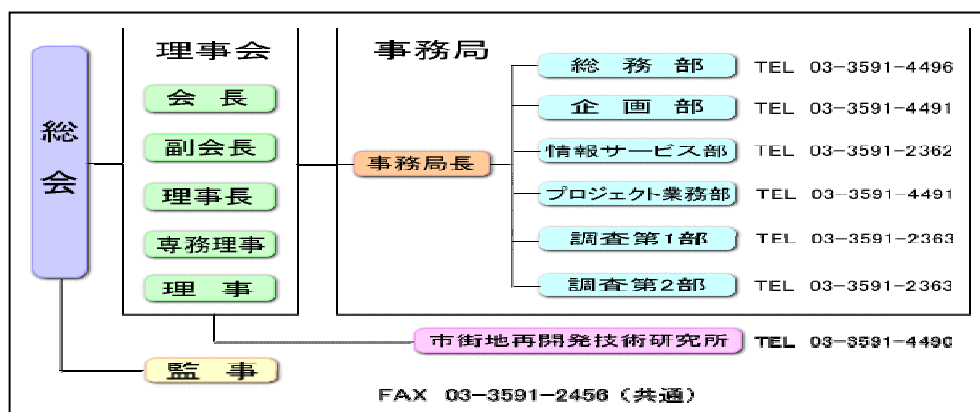 総会
理事会
会長
副会長
理事長
専務理事
理事
監事
事務局
事務局長
総務部 TEL 03-3591-4496
企画部 TEL 03-3591-4491
情報サービス部 TEL 03-3591-2362
プロジェクト業務部 TEL 03-3591-4491
調査第1部 TEL 03-3591-2363
調査第2部 TEL 03-3591-2363
市街地再開発技術研究所 TEL 03-3591-4490
FAX 03-3591-2456（共通）